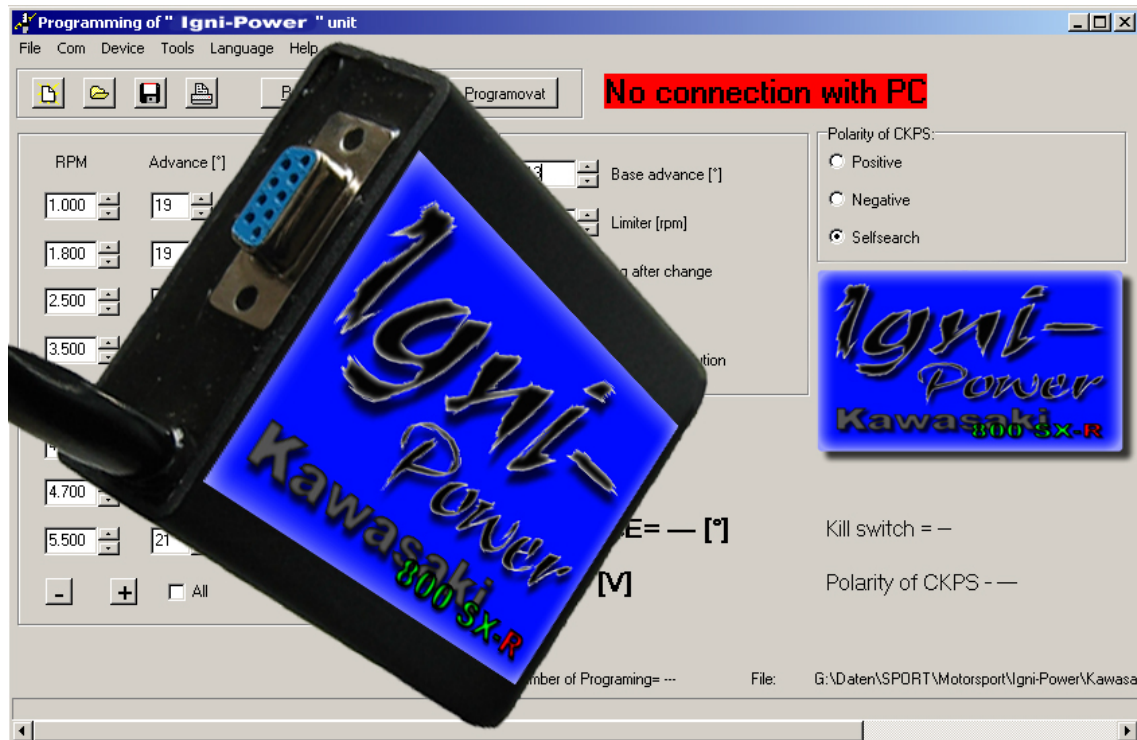 Programming of " Igni-Power " unit
File Com Device Tools Language Help
Programovat
No connection with PC
RPM Advance [°]
1.000 19
1.800 19
2.500
3.500
4.700
5.500 21
- + All
Base advance [°]
Limiter [rpm]
after change
Polarity of CKPS:
Positive
Negative
Selfsearch
Igni-
Power
Kawasaki
800 SX-R
Igni-
Power
Kawasaki
800 SX-R
= --- [°]
[V]
Kill switch = --
Polarity of CKPS - ---
of Programing= ---
File: G:\Daten\SPORT\Motorsport\Igni-Power\Kawasa